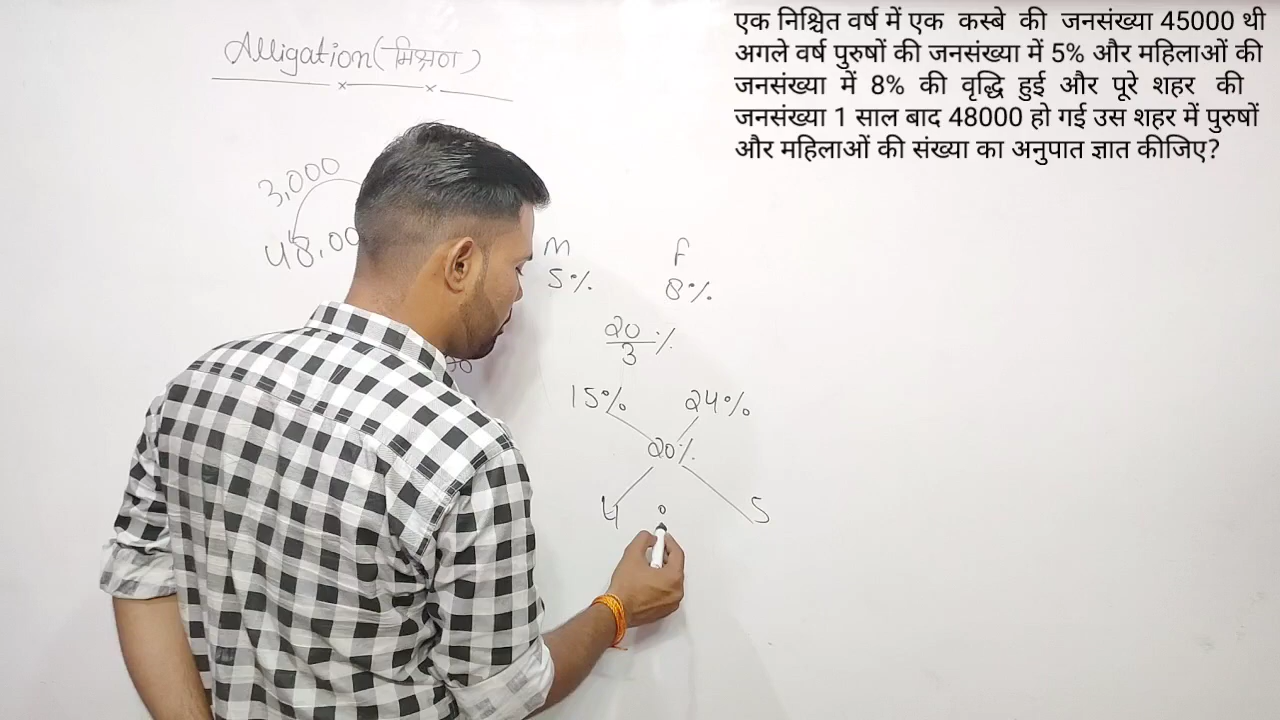 एक निश्चित वर्ष में एक कस्बे की जनसंख्या 45000 थी
अगले वर्ष पुरुषों की जनसंख्या में 5% और महिलाओं की
जनसंख्या में 8% की वृद्धि हुई और पूरे शहर की
जनसंख्या 1 साल बाद 48000 हो गई उस शहर में पुरुषों
और महिलाओं की संख्या का अनुपात ज्ञात कीजिए?
Alligation(मिश्रण)
3,000
M F
5% 8%
20/3 %
15% 24%
20%
4 : 5